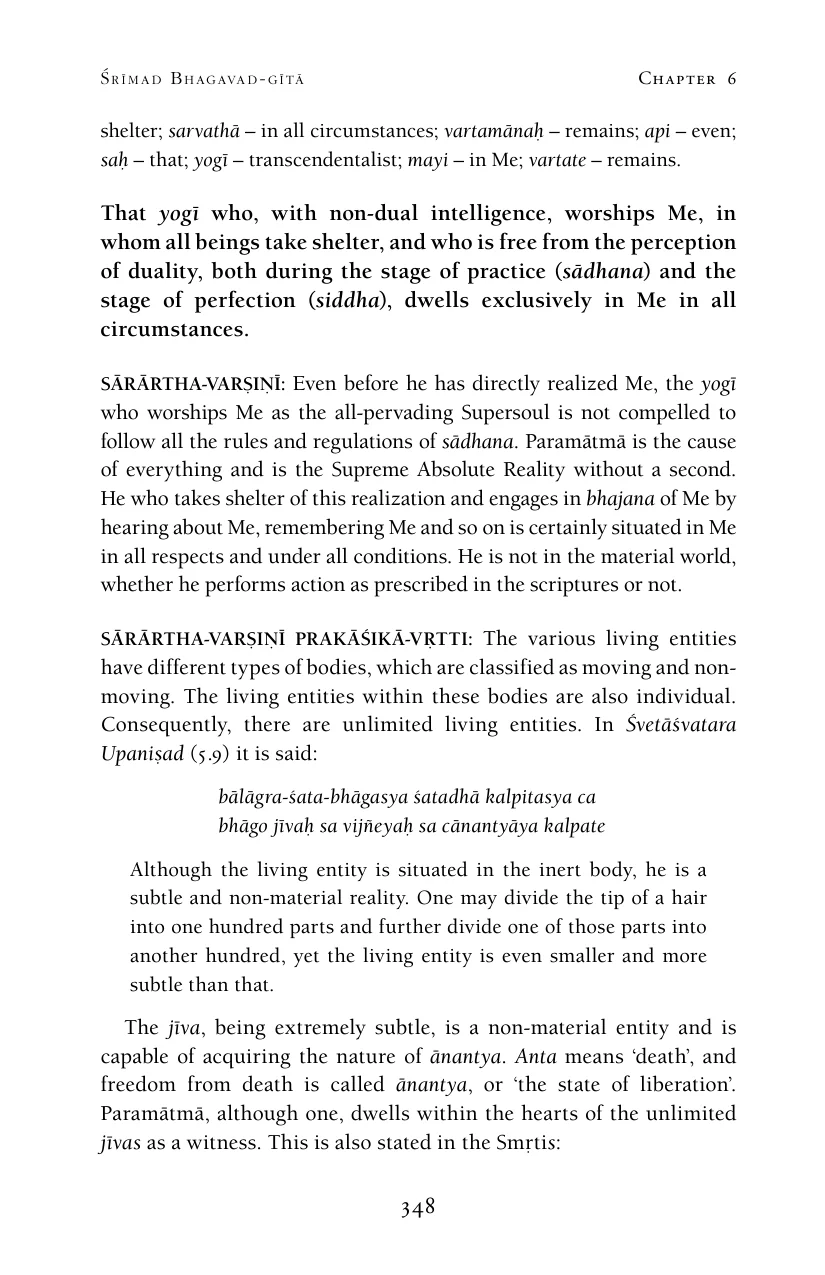 Śrīmad Bhagavad-gītā Chapter 6
shelter; sarvathā – in all circumstances; vartamānaḥ – remains; api – even;
saḥ – that; yogī – transcendentalist; mayi – in Me; vartate – remains.
That yogī who, with non-dual intelligence, worships Me, in
whom all beings take shelter, and who is free from the perception
of duality, both during the stage of practice (sādhana) and the
stage of perfection (siddha), dwells exclusively in Me in all
circumstances.
SĀRĀRTHA-VARṢIṆĪ: Even before he has directly realized Me, the yogī
who worships Me as the all-pervading Supersoul is not compelled to
follow all the rules and regulations of sādhana. Paramātmā is the cause
of everything and is the Supreme Absolute Reality without a second.
He who takes shelter of this realization and engages in bhajana of Me by
hearing about Me, remembering Me and so on is certainly situated in Me
in all respects and under all conditions. He is not in the material world,
whether he performs action as prescribed in the scriptures or not.
SĀRĀRTHA-VARṢIṆĪ PRAKĀŚIKĀ-VṚTTI: The various living entities
have different types of bodies, which are classified as moving and non-
moving. The living entities within these bodies are also individual.
Consequently, there are unlimited living entities. In Śvetāśvatara
Upaniṣad (5.9) it is said:
bālāgra-śata-bhāgasya śatadhā kalpitasya ca
bhāgo jīvaḥ sa vijñeyaḥ sa cānantyāya kalpate
Although the living entity is situated in the inert body, he is a
subtle and non-material reality. One may divide the tip of a hair
into one hundred parts and further divide one of those parts into
another hundred, yet the living entity is even smaller and more
subtle than that.
The jīva, being extremely subtle, is a non-material entity and is
capable of acquiring the nature of ānantya. Anta means ‘death’, and
freedom from death is called ānantya, or ‘the state of liberation’.
Paramātmā, although one, dwells within the hearts of the unlimited
jīvas as a witness. This is also stated in the Smṛtis:
348